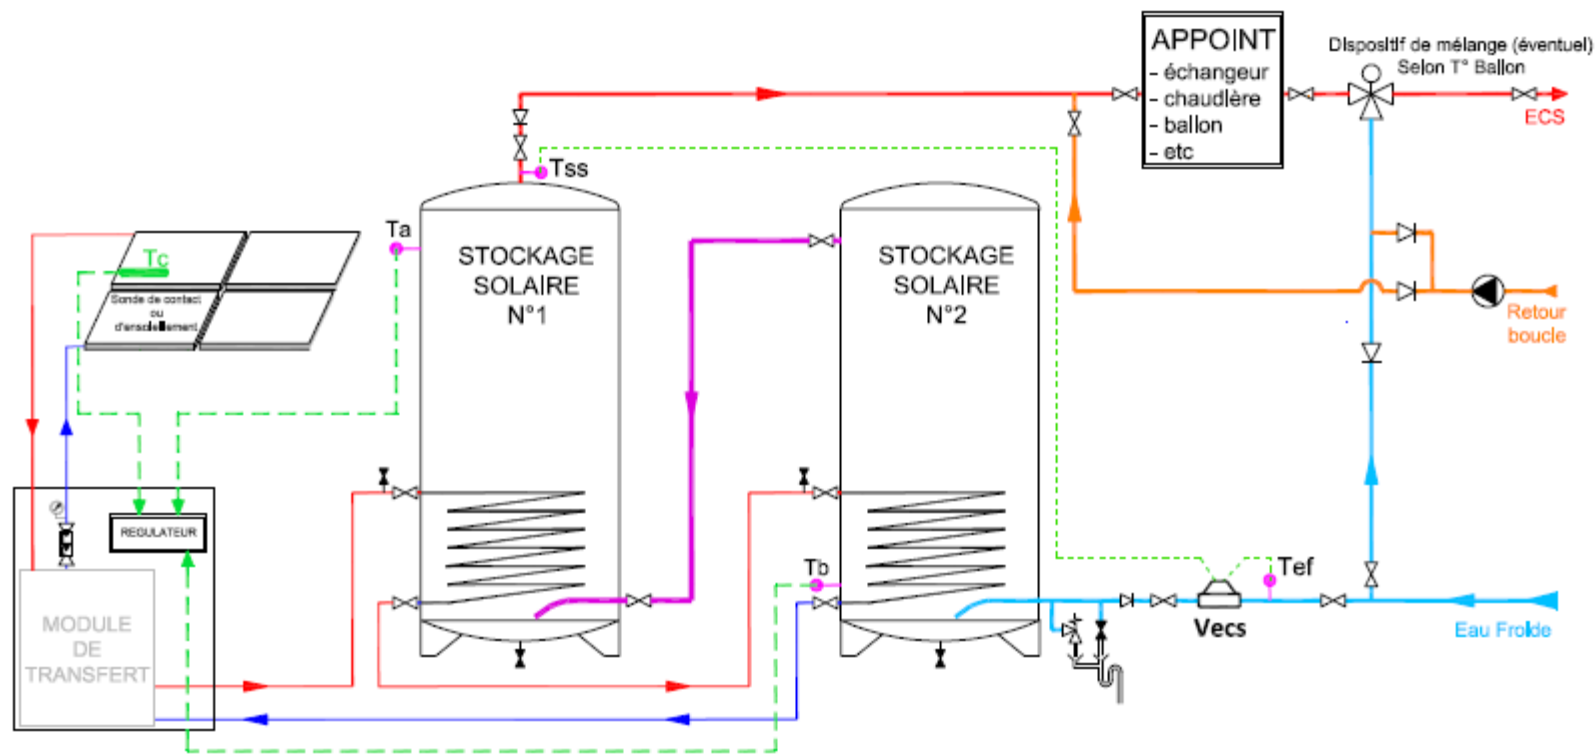 APPOINT
- échangeur
- chaudière
- ballon
- etc
Dispositif de mélange (éventuel)
Selon T° Ballon
ECS
Tss
Ta
Tc
Sonde de contact
ou
d'ensoleillement
STOCKAGE
SOLAIRE
N°1
STOCKAGE
SOLAIRE
N°2
Retour
boucle
REGULATEUR
MODULE
DE
TRANSFERT
Tb
Tef
Vecs
Eau Froide